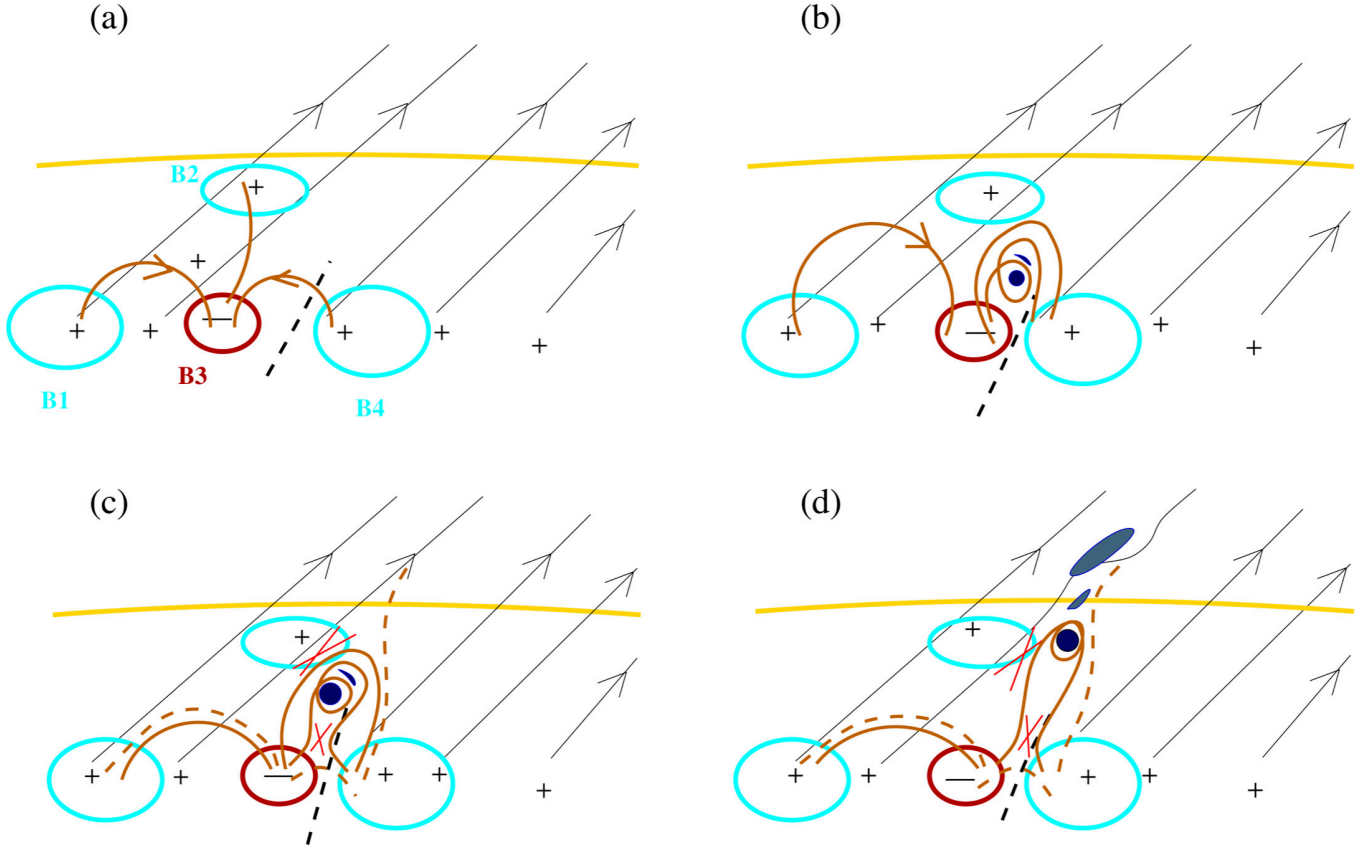 (a)
(b)
B2
+
+
+
+ + — + + +
B3
B1
B4
+ + — + + +
(c)
(d)
+
+
+ + — + + +
+ + — + + +